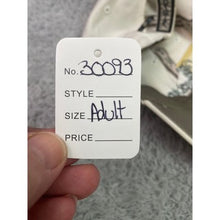 No. 30093
STYLE
SIZE Adult
PRICE